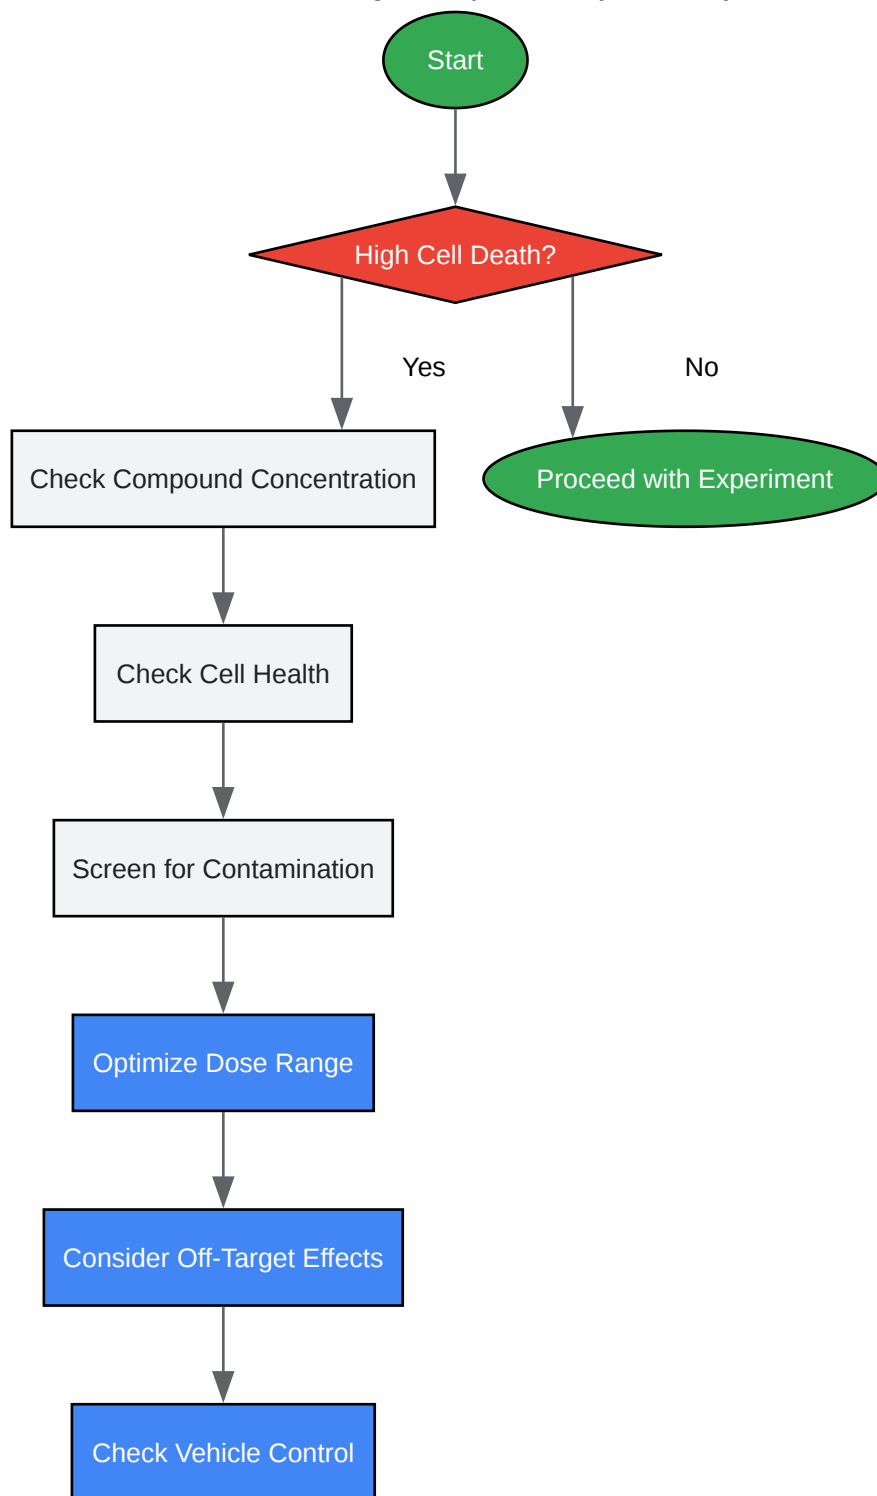 Start
High Cell Death?
Yes
No
Check Compound Concentration
Proceed with Experiment
Check Cell Health
Screen for Contamination
Optimize Dose Range
Consider Off-Target Effects
Check Vehicle Control